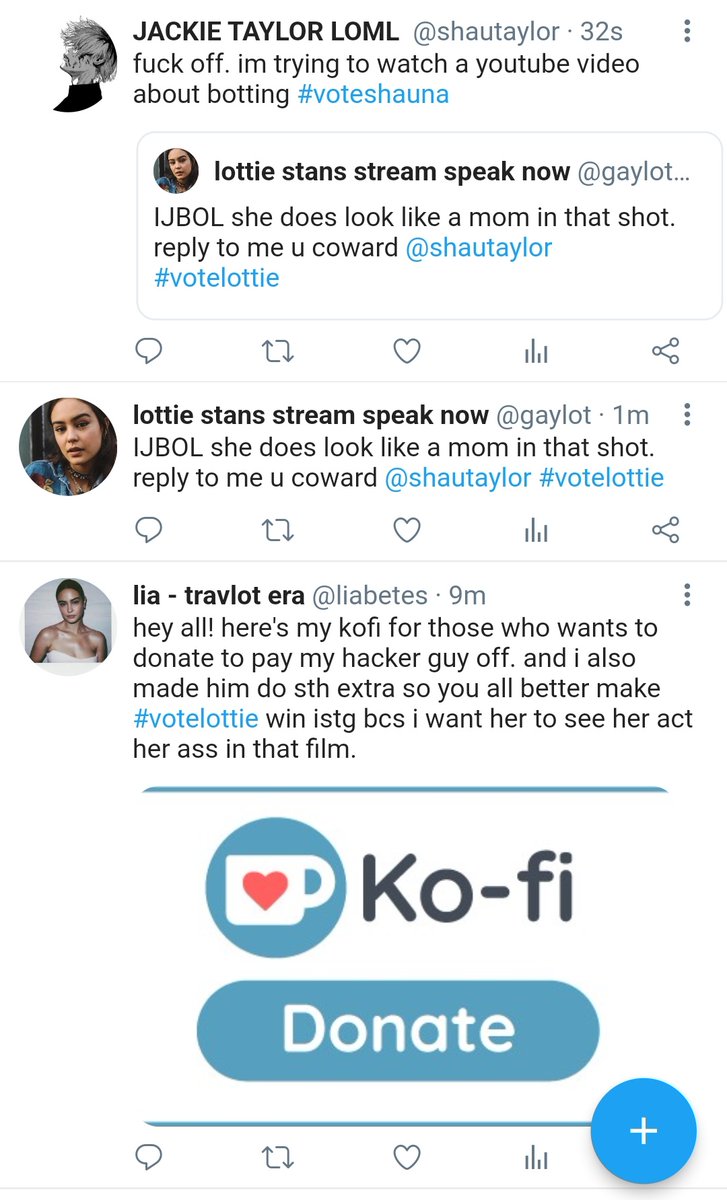 JACKIE TAYLOR LOML @shautaylor · 32s
fuck off. im trying to watch a youtube video
about botting #voteshauna
lottie stans stream speak now @gaylot...
IJBOL she does look like a mom in that shot.
reply to me u coward @shautaylor
#votelottie
lottie stans stream speak now @gaylot · 1m
IJBOL she does look like a mom in that shot.
reply to me u coward @shautaylor #votelottie
lia - travlot era @liabetes · 9m
hey all! here's my kofi for those who wants to
donate to pay my hacker guy off. and i also
made him do sth extra so you all better make
#votelottie win istg bcs i want her to see her act
her ass in that film.
Ko-fi
Donate